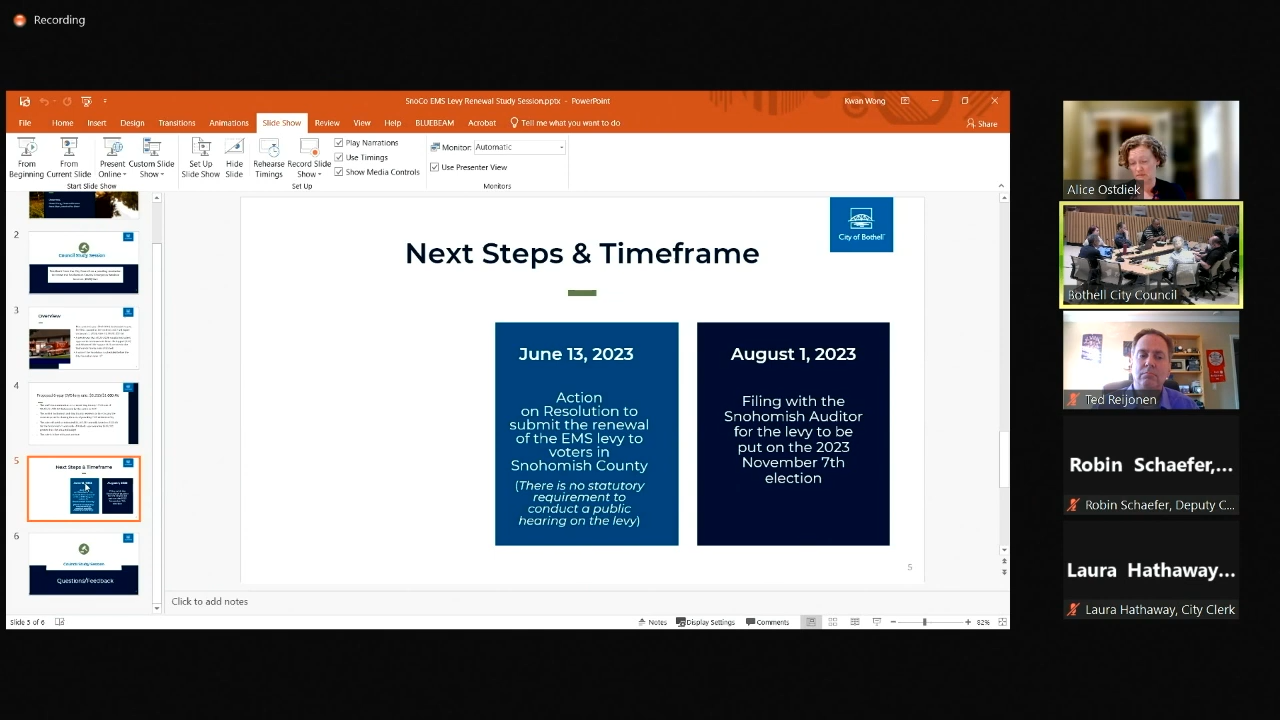 Recording
SnoCo EMS Levy Renewal Study Session.pptx - PowerPoint
Kwan Wong
File Home Insert Design Transitions Animations Slide Show Review View Help BLUEBEAM Acrobat Tell me what you want to do
Share
From Beginning
From Current Slide
Present Online
Custom Slide Show
Set Up Slide Show
Hide Slide
Rehearse Timings
Record Slide Show
Play Narrations
Use Timings
Show Media Controls
Monitor: Automatic
Use Presenter View
Start Slide Show
Set Up
Monitors
2
Council Study Session
3
Overview
4
5
Next Steps & Timeframe
6
Council Study Session
Questions/Feedback
City of Bothell
Next Steps & Timeframe
June 13, 2023
Action
on Resolution to
submit the renewal
of the EMS levy to
voters in
Snohomish County
(There is no statutory
requirement to
conduct a public
hearing on the levy)
August 1, 2023
Filing with the
Snohomish Auditor
for the levy to be
put on the 2023
November 7th
election
5
Click to add notes
Slide 5 of 6
Notes Display Settings Comments
82%
Alice Ostdiek
Bothell City Council
Ted Reijonen
Robin Schaefer,...
Robin Schaefer, Deputy C...
Laura Hathaway...
Laura Hathaway, City Clerk